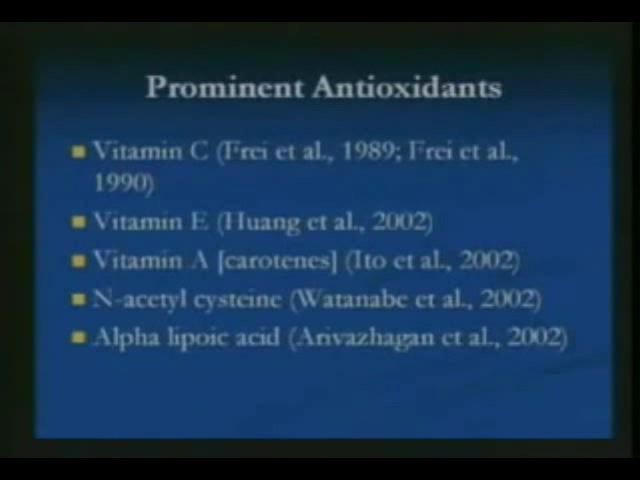 Prominent Antioxidants
Vitamin C (Frei et al., 1989; Frei et al.,
1990)
Vitamin E (Huang et al., 2002)
Vitamin A [carotenes] (Ito et al., 2002)
N-acetyl cysteine (Watanabe et al., 2002)
Alpha lipoic acid (Arivazhagan et al., 2002)